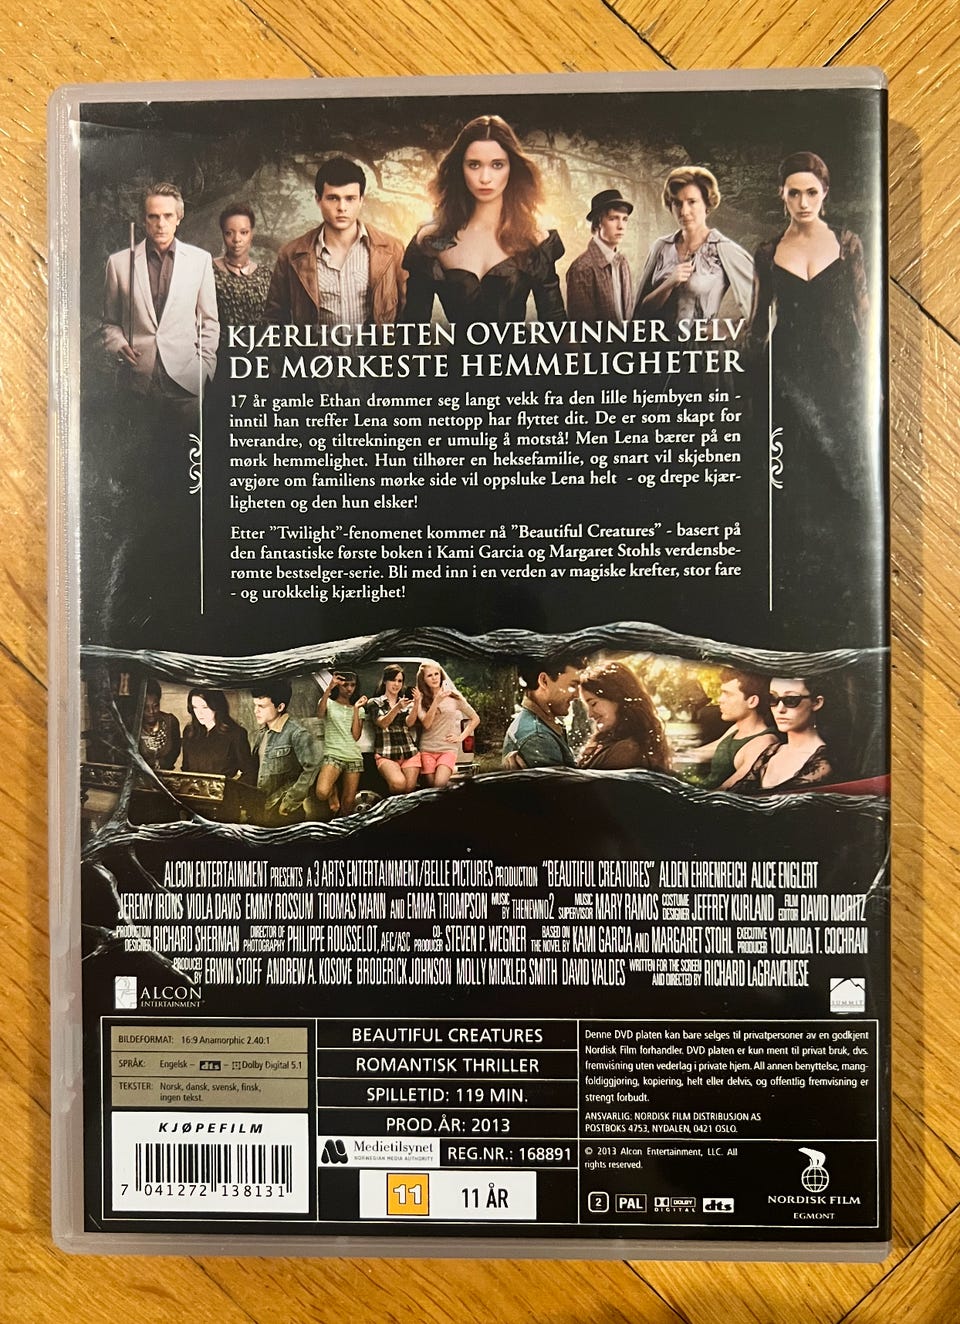 KJÆRLIGHETEN OVERVINNER SELV
DE MØRKESTE HEMMELIGHETER
17 år gamle Ethan drømmer seg langt vekk fra den lille hjembyen sin -
inntil han treffer Lena som nettopp har flyttet dit. De er som skapt for
hverandre, og tiltrekningen er umulig å motstå! Men Lena bærer på en
mørk hemmelighet. Hun tilhører en heksefamilie, og snart vil skjebnen
avgjøre om familiens mørke side vil oppsluke Lena helt - og drepe kjær-
ligheten og den hun elsker!
Etter ”Twilight”-fenomenet kommer nå ”Beautiful Creatures” - basert på
den fantastiske første boken i Kami Garcia og Margaret Stohls verdensbe-
rømte bestselger-serie. Bli med inn i en verden av magiske krefter, stor fare
- og urokkelig kjærlighet!
ALCON ENTERTAINMENT PRESENTS A 3 ARTS ENTERTAINMENT/BELLE PICTURES PRODUCTION "BEAUTIFUL CREATURES" ALDEN EHRENREICH ALICE ENGLERT
JEREMY IRONS VIOLA DAVIS EMMY ROSSUM THOMAS MANN AND EMMA THOMPSON MUSIC BY THENEWNO2 MUSIC SUPERVISOR MARY RAMOS COSTUME DESIGNER JEFFREY KURLAND FILM EDITOR DAVID MORITZ
PRODUCTION DESIGNER RICHARD SHERMAN DIRECTOR OF PHOTOGRAPHY PHILIPPE ROUSSELOT, AFC/ASC CO-PRODUCER STEVEN P. WEGNER BASED ON THE NOVEL BY KAMI GARCIA AND MARGARET STOHL EXECUTIVE PRODUCER YOLANDA T. COCHRAN
PRODUCED BY ERWIN STOFF ANDREW A. KOSOVE BRODERICK JOHNSON MOLLY MICKLER SMITH DAVID VALDES WRITTEN FOR THE SCREEN AND DIRECTED BY RICHARD LaGRAVENESE
ALCON
ENTERTAINMENT
SUMMIT
BILDEFORMAT: 16:9 Anamorphic 2.40:1
SPRÅK: Engelsk - dts - Dolby Digital 5.1
TEKSTER: Norsk, dansk, svensk, finsk,
ingen tekst.
KJØPEFILM
7 041272 138131
BEAUTIFUL CREATURES
ROMANTISK THRILLER
SPILLETID: 119 MIN.
PROD.ÅR: 2013
Medietilsynet
NORWEGIAN MEDIA AUTHORITY
REG.NR.: 168891
11 11 ÅR
Denne DVD platen kan bare selges til privatpersoner av en godkjent
Nordisk Film forhandler. DVD platen er kun ment til privat bruk, dvs.
fremvisning uten vederlag i private hjem. All annen benyttelse, mang-
foldiggjøring, kopiering, helt eller delvis, og offentlig fremvisning er
strengt forbudt.
ANSVARLIG: NORDISK FILM DISTRIBUSJON AS
POSTBOKS 4753, NYDALEN, 0421 OSLO.
© 2013 Alcon Entertainment, LLC. All
rights reserved.
2 PAL DOLBY DIGITAL dts
NORDISK FILM
EGMONT